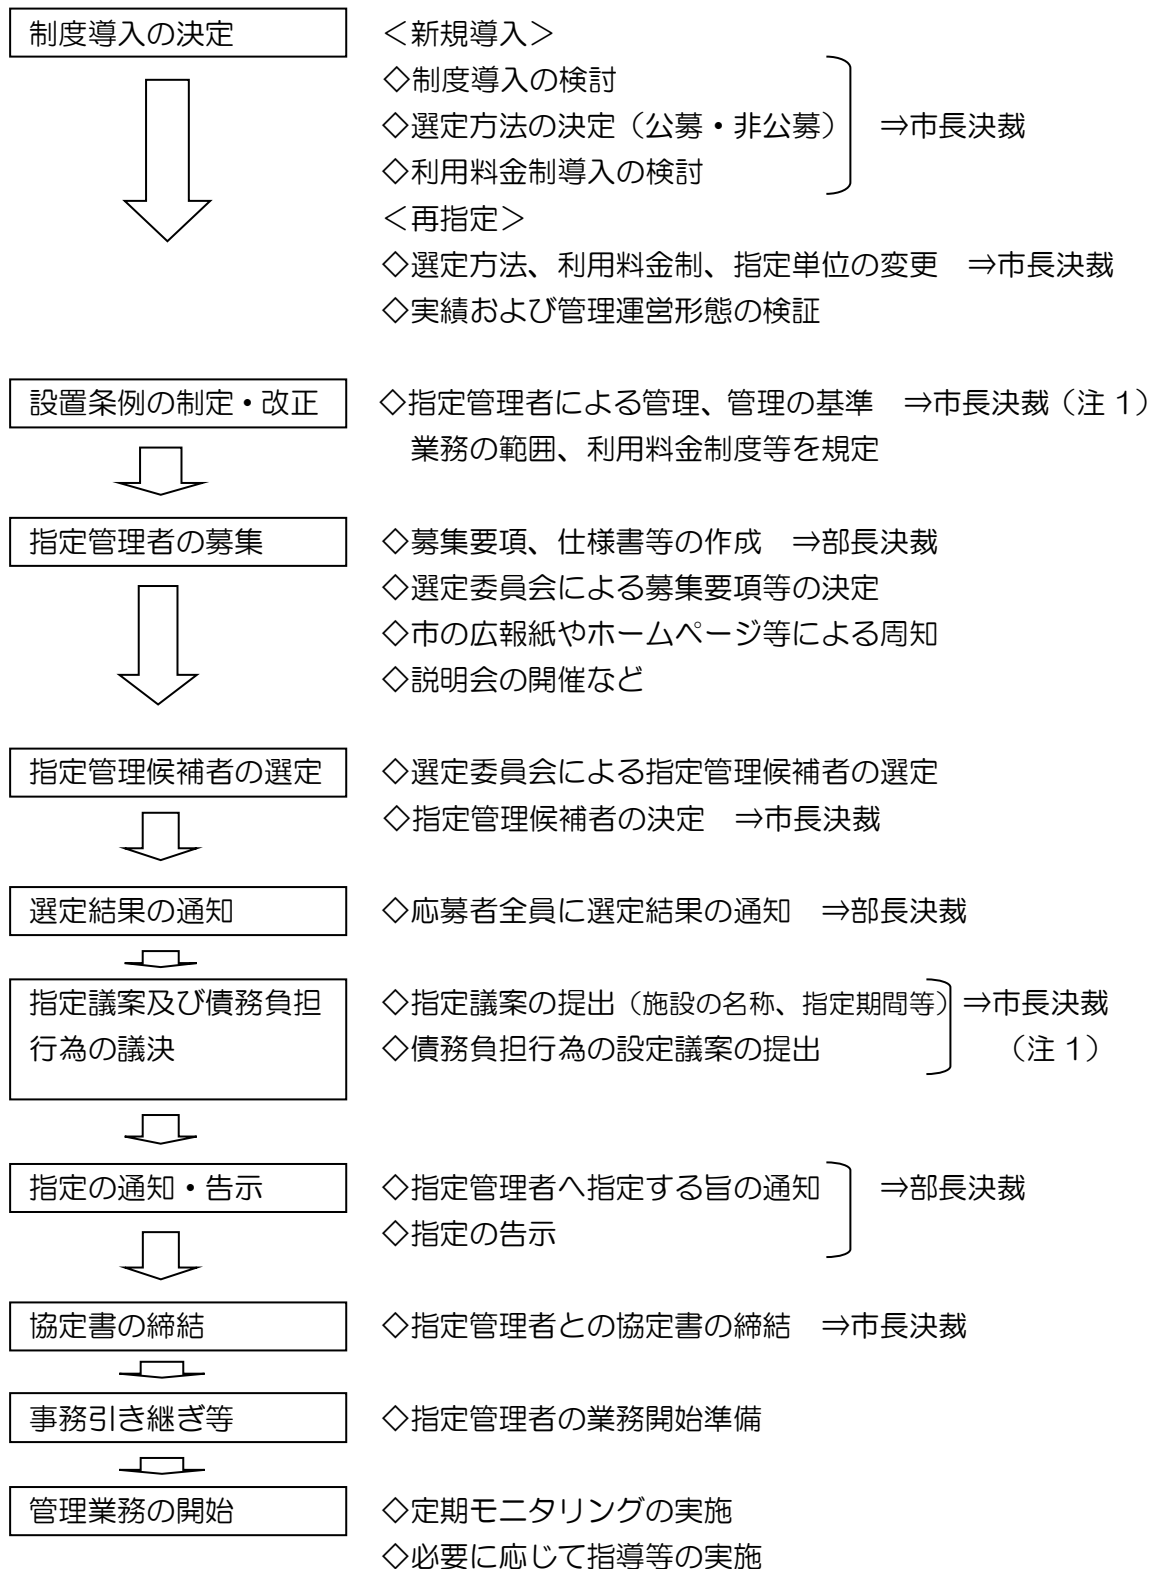 制度導入の決定　＜新規導入＞
◇制度導入の検討
◇選定方法の決定（公募・非公募）　⇒市長決裁
◇利用料金制導入の検討
＜再指定＞
◇選定方法、利用料金制、指定単位の変更　⇒市長決裁
◇実績および管理運営形態の検証
設置条例の制定・改正　◇指定管理者による管理、管理の基準　⇒市長決裁（注 1）
業務の範囲、利用料金制度等を規定
指定管理者の募集　◇募集要項、仕様書等の作成　⇒部長決裁
◇選定委員会による募集要項等の決定
◇市の広報紙やホームページ等による周知
◇説明会の開催など
指定管理候補者の選定　◇選定委員会による指定管理候補者の選定
◇指定管理候補者の決定　⇒市長決裁
選定結果の通知　◇応募者全員に選定結果の通知　⇒部長決裁
指定議案及び債務負担　◇指定議案の提出（施設の名称、指定期間等）⇒市長決裁
行為の議決　◇債務負担行為の設定議案の提出　（注 1）
指定の通知・告示　◇指定管理者へ指定する旨の通知　⇒部長決裁
◇指定の告示
協定書の締結　◇指定管理者との協定書の締結　⇒市長決裁
事務引き継ぎ等　◇指定管理者の業務開始準備
管理業務の開始　◇定期モニタリングの実施
◇必要に応じて指導等の実施